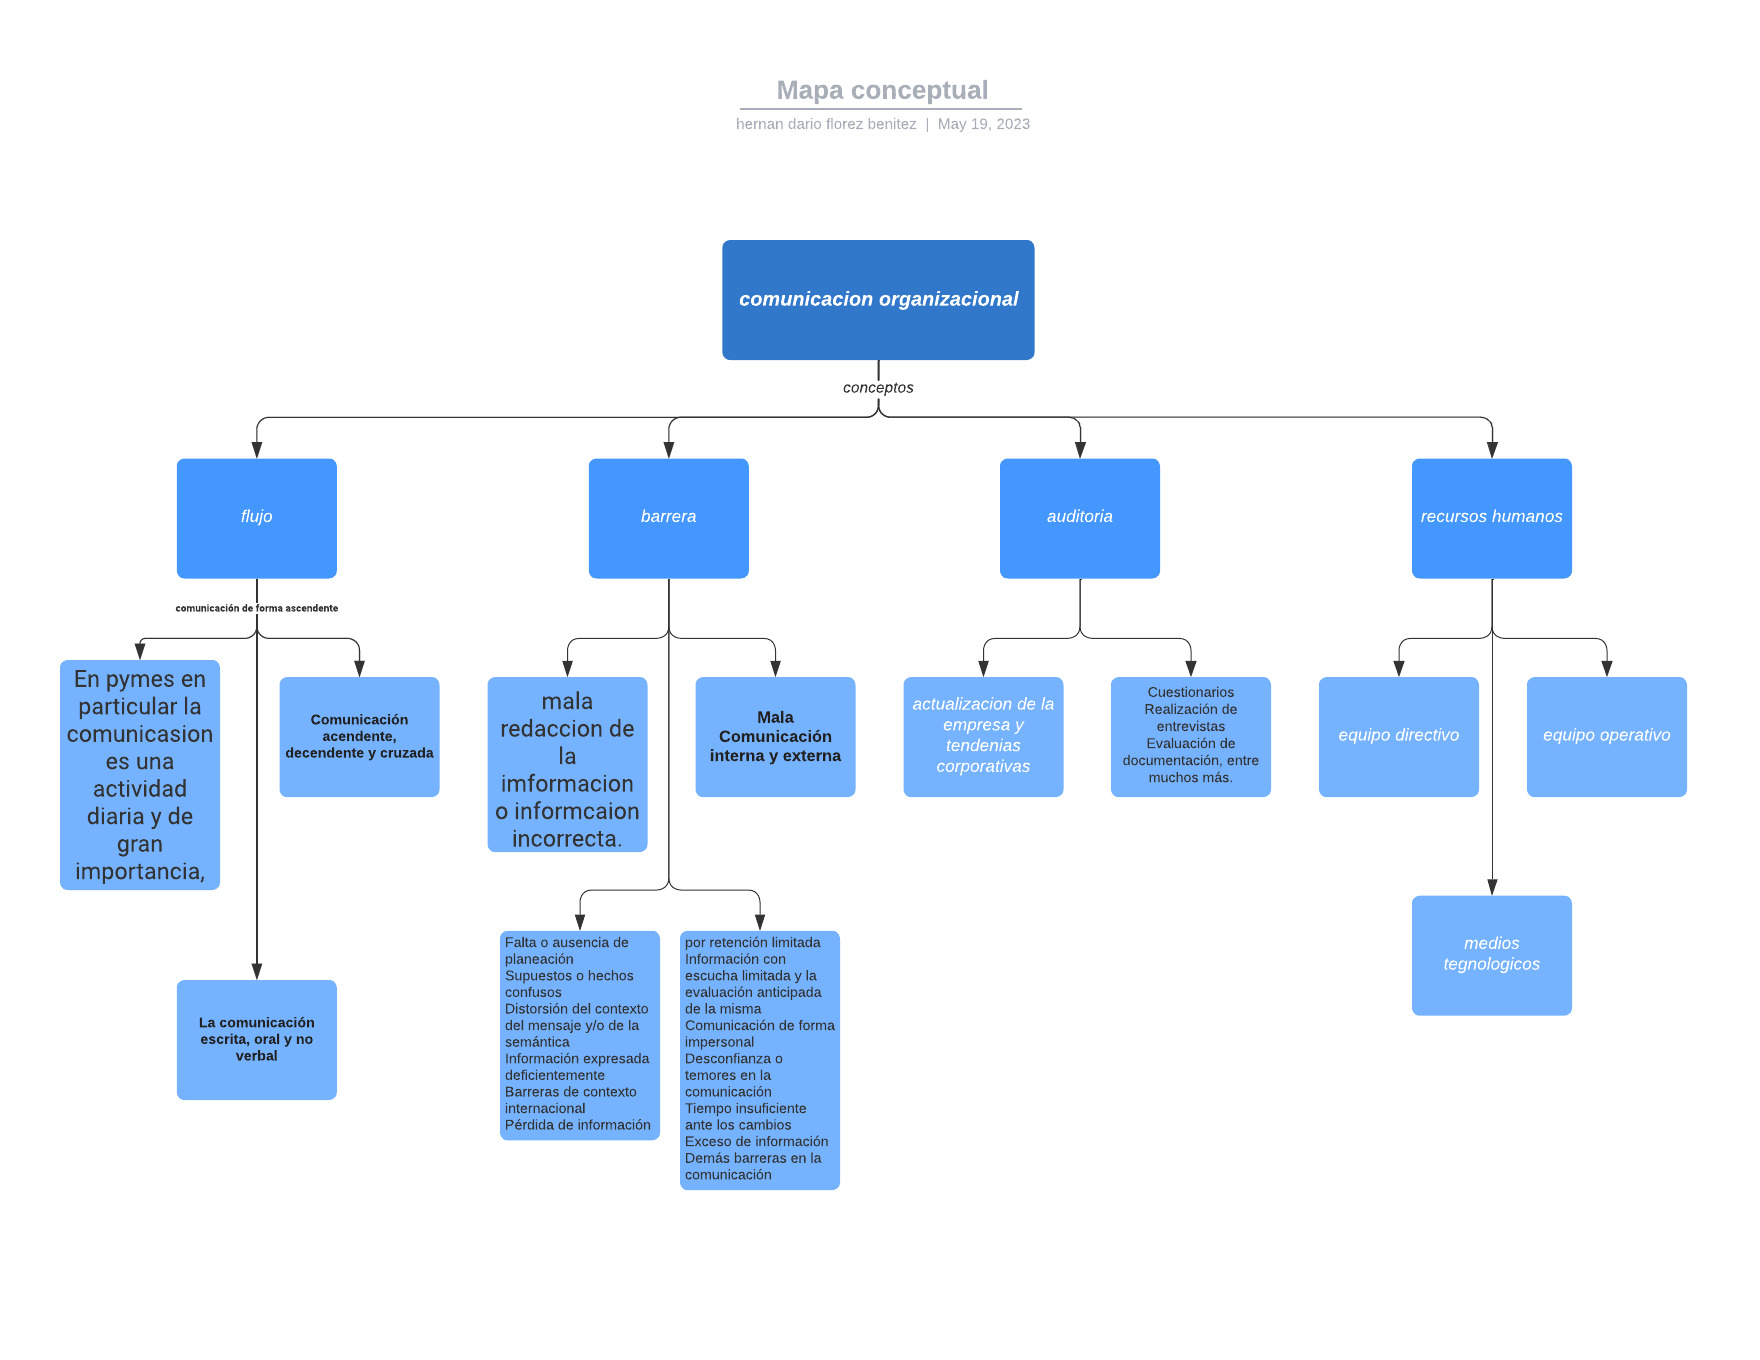 Mapa conceptual
hernan dario florez benitez | May 19, 2023
comunicacion organizacional
conceptos
flujo
barrera
auditoria
recursos humanos
comunicación de forma ascendente
En pymes en
particular la
comunicasion
es una
actividad
diaria y de
gran
importancia,
Comunicación
acendente,
decendente y cruzada
La comunicación
escrita, oral y no
verbal
mala
redaccion de
la
imformacion
o informcaion
incorrecta.
Mala
Comunicación
interna y externa
Falta o ausencia de
planeación
Supuestos o hechos
confusos
Distorsión del contexto
del mensaje y/o de la
semántica
Información expresada
deficientemente
Barreras de contexto
internacional
Pérdida de información
por retención limitada
Información con
escucha limitada y la
evaluación anticipada
de la misma
Comunicación de forma
impersonal
Desconfianza o
temores en la
comunicación
Tiempo insuficiente
ante los cambios
Exceso de información
Demás barreras en la
comunicación
actualizacion de la
empresa y
tendenias
corporativas
Cuestionarios
Realización de
entrevistas
Evaluación de
documentación, entre
muchos más.
equipo directivo
equipo operativo
medios
tegnologicos